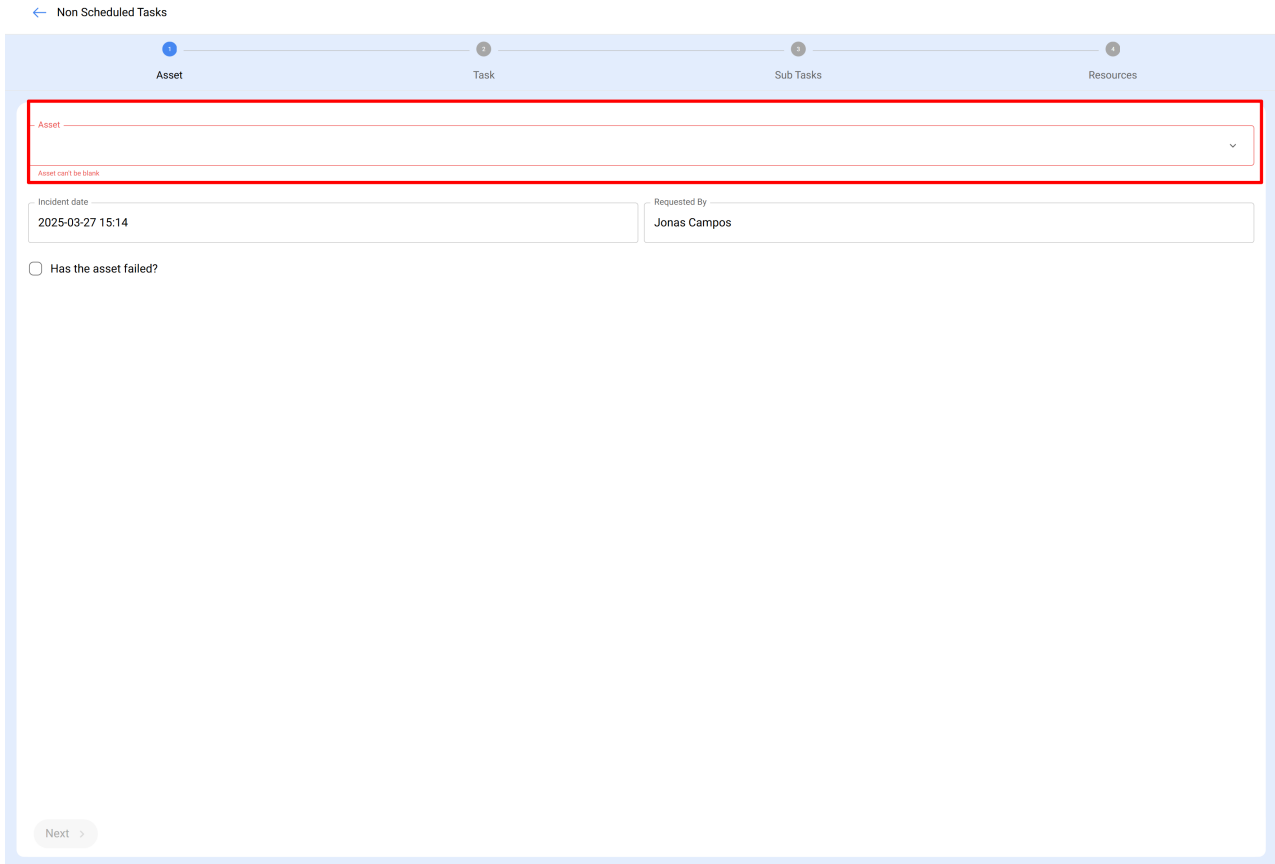 Non Scheduled Tasks
1
2
3
4
Asset
Task
Sub Tasks
Resources
Asset
Asset can't be blank
Incident date
Requested By
2025-03-27 15:14
Jonas Campos
Has the asset failed?
Next